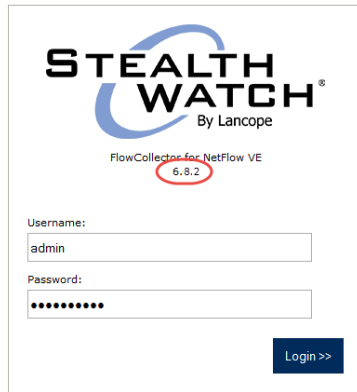 STEALTH
WATCH®
By Lancope
FlowCollector for NetFlow VE
6.8.2
Username:
admin
Password:
••••••••••
Login >>